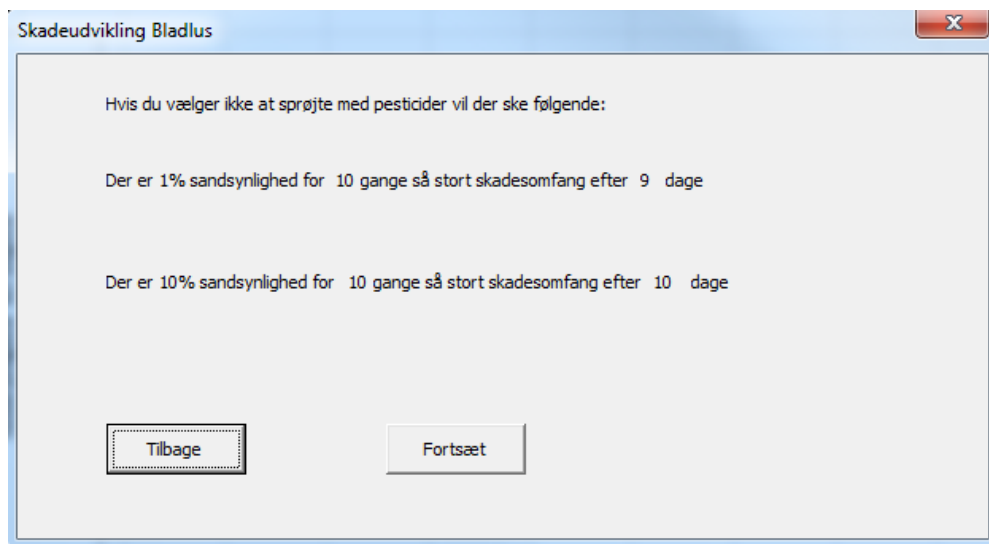 Skadeudvikling Bladlus
Hvis du vælger ikke at sprøjte med pesticider vil der ske følgende:
Der er 1% sandsynlighed for 10 gange så stort skadesomfang efter 9 dage
Der er 10% sandsynlighed for 10 gange så stort skadesomfang efter 10 dage
Tilbage
Fortsæt